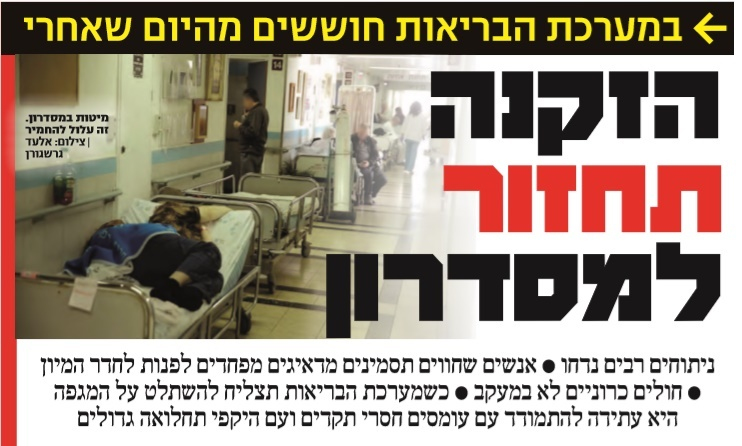 במערכת הבריאות חוששים מהיום שאחרי
הזקנה
תחזור
למסדרון
מיטות במסדרון.
זה עלול להחמיר
| צילום: אלעד
גרשגורן
ניתוחים רבים נדחו ● אנשים שחווים תסמינים מדאיגים מפחדים לפנות לחדר המיון
● חולים כרוניים לא במעקב ● כשמערכת הבריאות תצליח להשתלט על המגפה
היא עתידה להתמודד עם עומסים חסרי תקדים ועם היקפי תחלואה גדולים